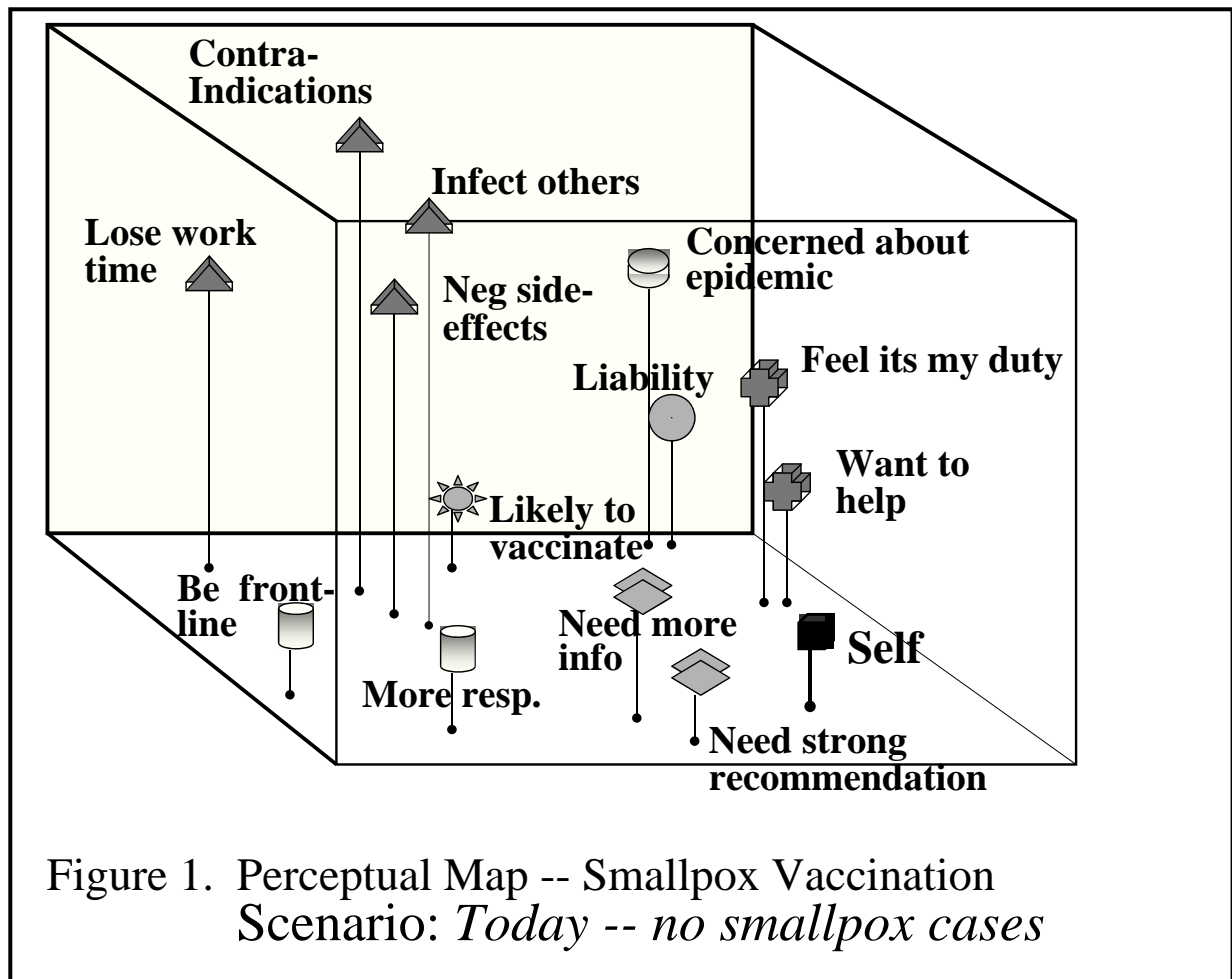 Contra-
Indications
Infect others
Lose work
time
Concerned about
epidemic
Neg side-
effects
Feel its my duty
Liability
Want to
help
Likely to
vaccinate
Be front-
line
Need more
info
Self
More resp.
Need strong
recommendation
Figure 1. Perceptual Map -- Smallpox Vaccination
Scenario: Today -- no smallpox cases